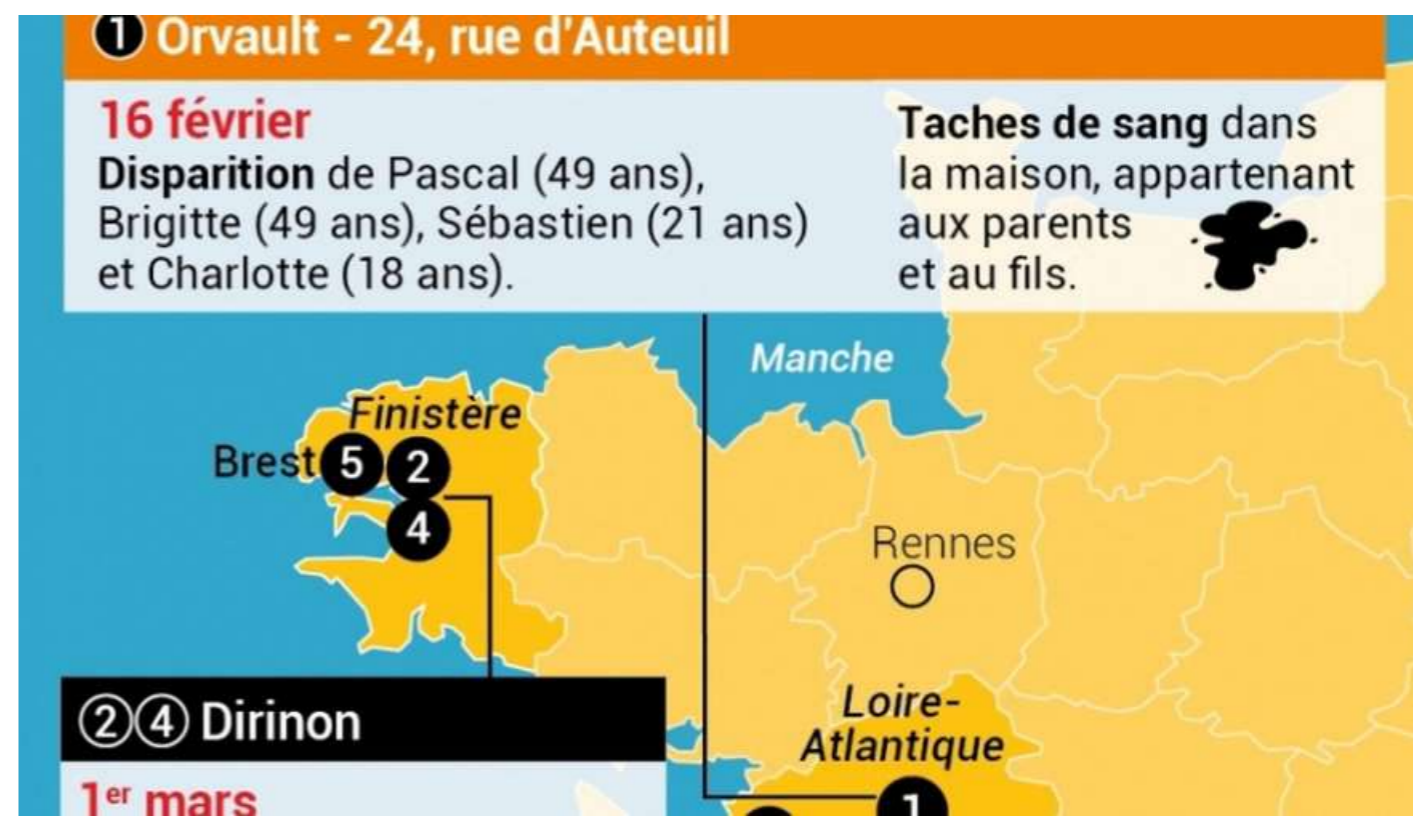 1 Orvault - 24, rue d'Auteuil
16 février
Disparition de Pascal (49 ans),
Brigitte (49 ans), Sébastien (21 ans)
et Charlotte (18 ans).
Taches de sang dans
la maison, appartenant
aux parents
et au fils.
Manche
Finistère
Brest 5 2
4
Rennes
Loire-
Atlantique
1
2 4 Dirinon
1er mars